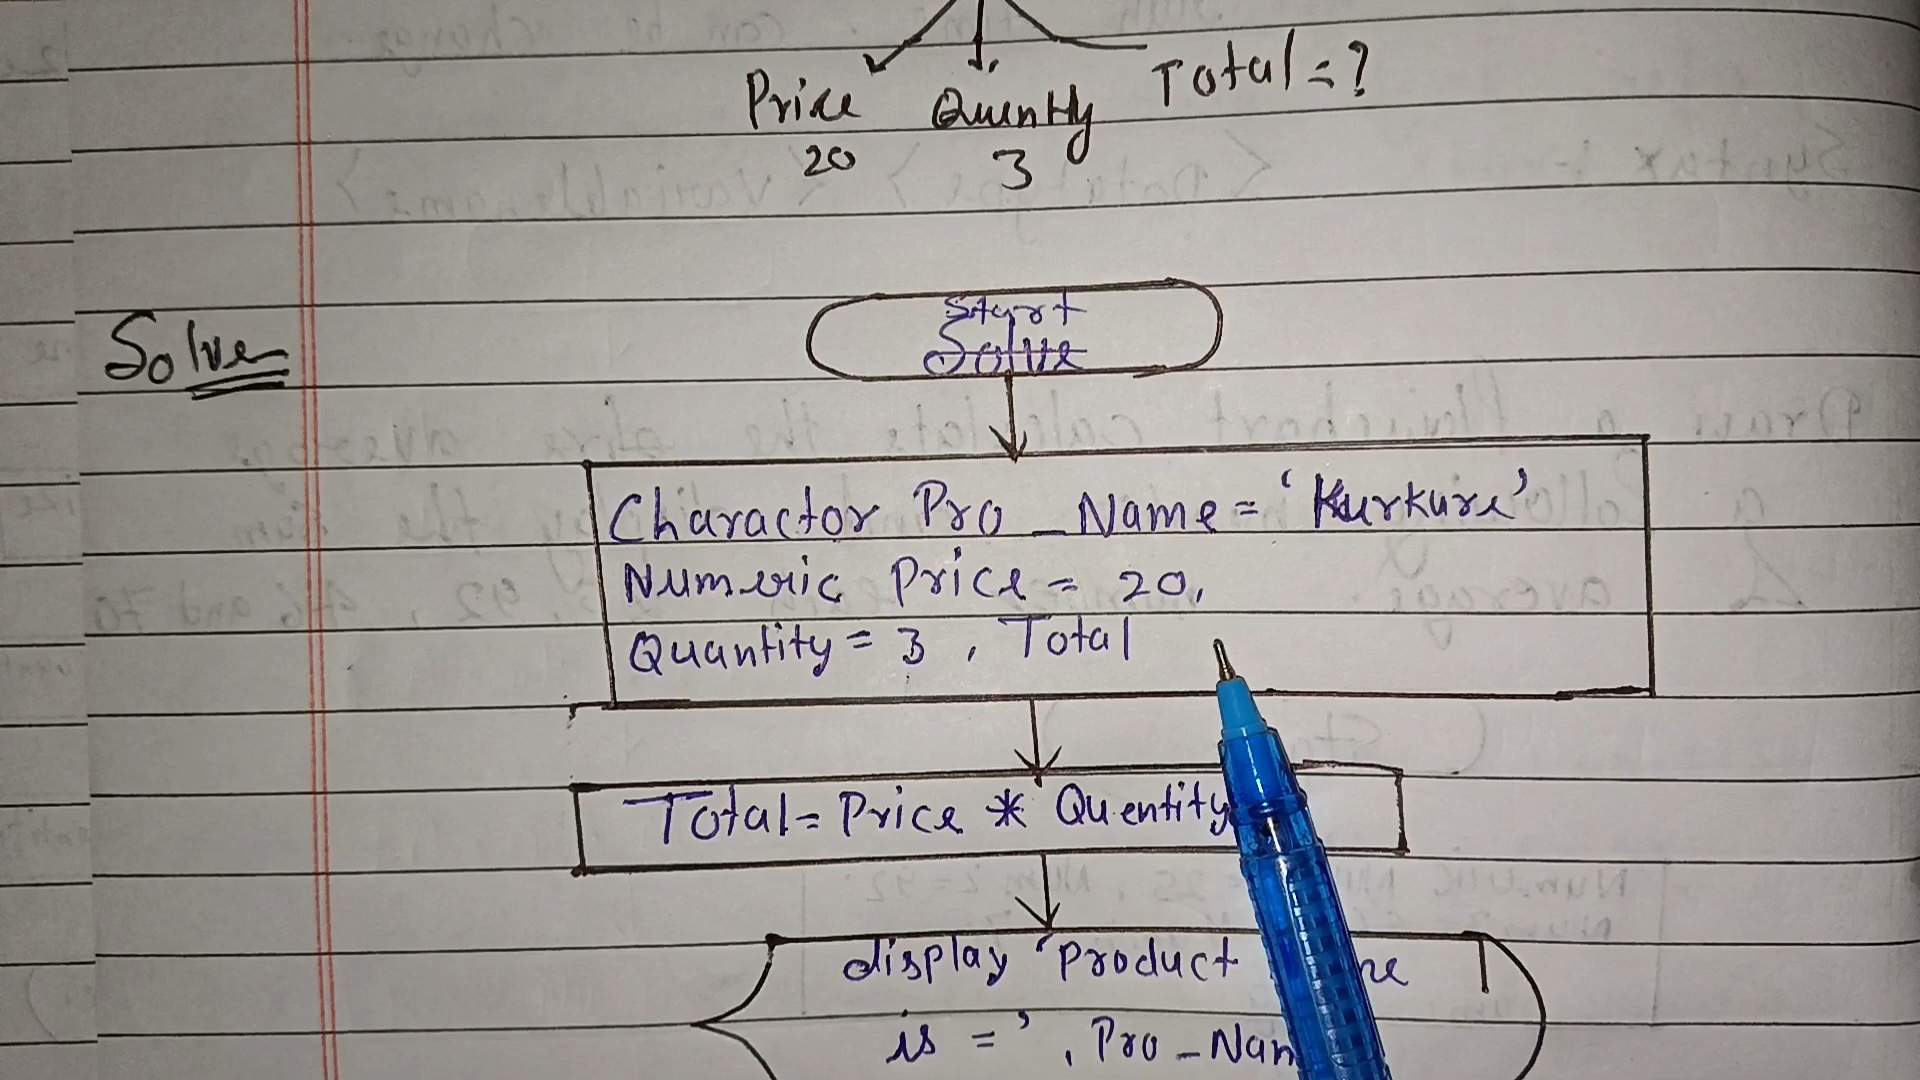 Price Quentity Total = ?
20 3
Solve
Start
Solve
Charactor Pro_Name = 'Kurkure'
Numeric Price = 20,
Quantity = 3, Total
Total = Price * Quentity
display 'Product
is = ', Pro_Nam